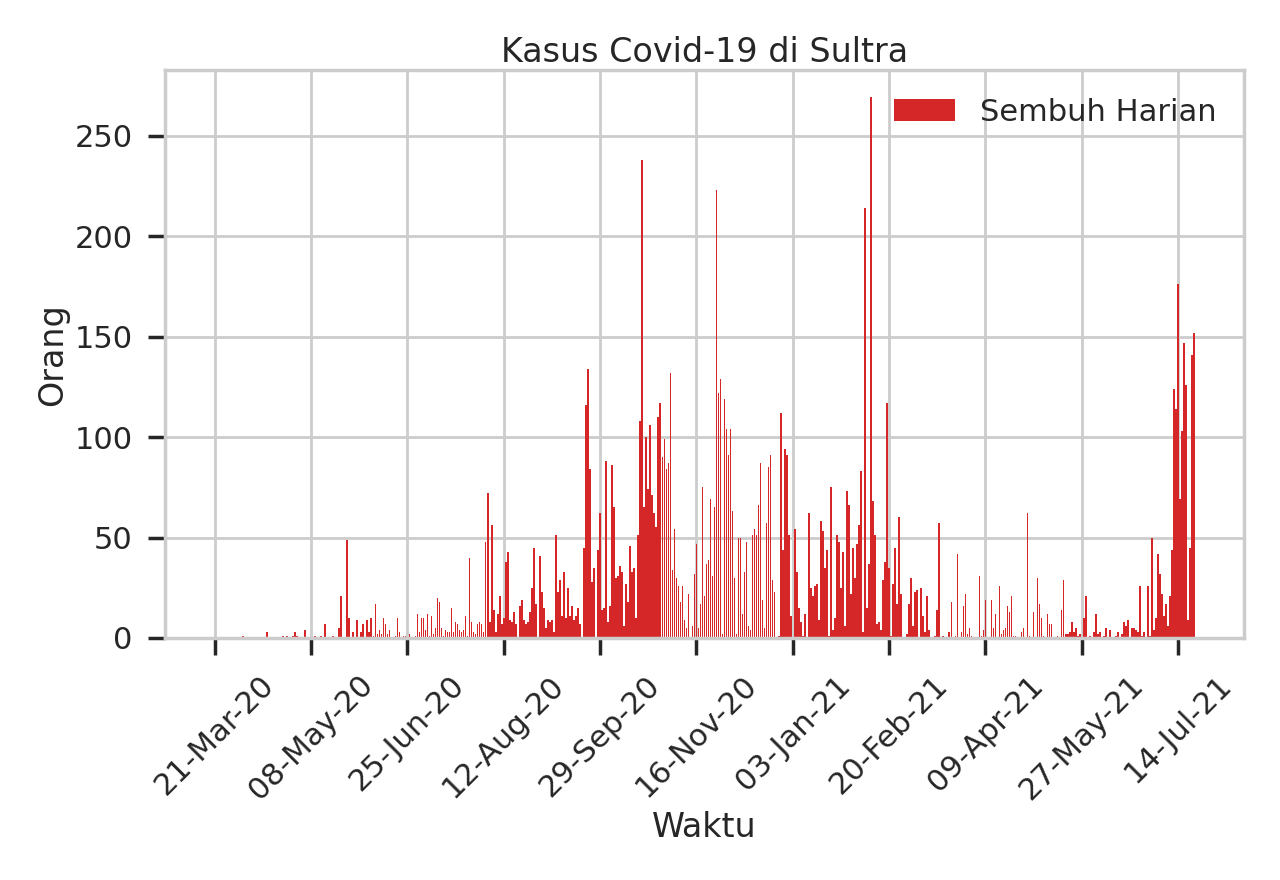 Kasus Covid-19 di Sultra
Sembuh Harian
Orang
250
200
150
100
50
0
21-Mar-20
08-May-20
25-Jun-20
12-Aug-20
29-Sep-20
16-Nov-20
03-Jan-21
20-Feb-21
09-Apr-21
27-May-21
14-Jul-21
Waktu